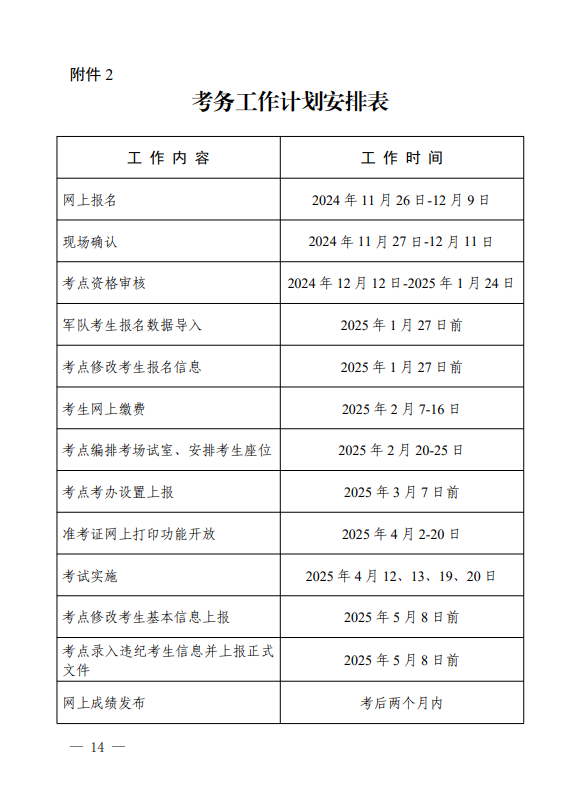 附件 2
考务工作计划安排表
工 作 内 容
工 作 时 间
网上报名
2024 年 11 月 26 日-12 月 9 日
现场确认
2024 年 11 月 27 日-12 月 11 日
考点资格审核
2024 年 12 月 12 日-2025 年 1 月 24 日
军队考生报名数据导入
2025 年 1 月 27 日前
考点修改考生报名信息
2025 年 1 月 27 日前
考生网上缴费
2025 年 2 月 7-16 日
考点编排考场试室、安排考生座位
2025 年 2 月 20-25 日
考点考办设置上报
2025 年 3 月 7 日前
准考证网上打印功能开放
2025 年 4 月 2-20 日
考试实施
2025 年 4 月 12、13、19、20 日
考点修改考生基本信息上报
2025 年 5 月 8 日前
考点录入违纪考生信息并上报正式
文件
2025 年 5 月 8 日前
网上成绩发布
考后两个月内
— 14 —